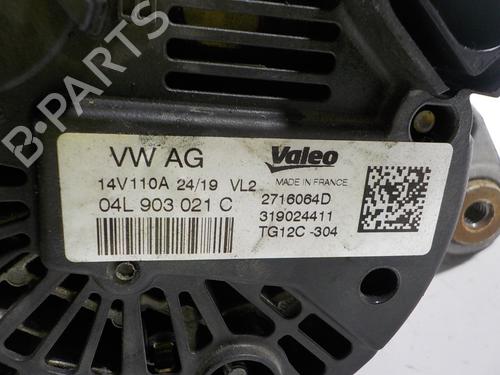 B-PARTS
VW AG
Valeo
MADE IN FRANCE
14V110A 24/19 VL2
2716064D
04L 903 021 C
319024411
TG12C -304